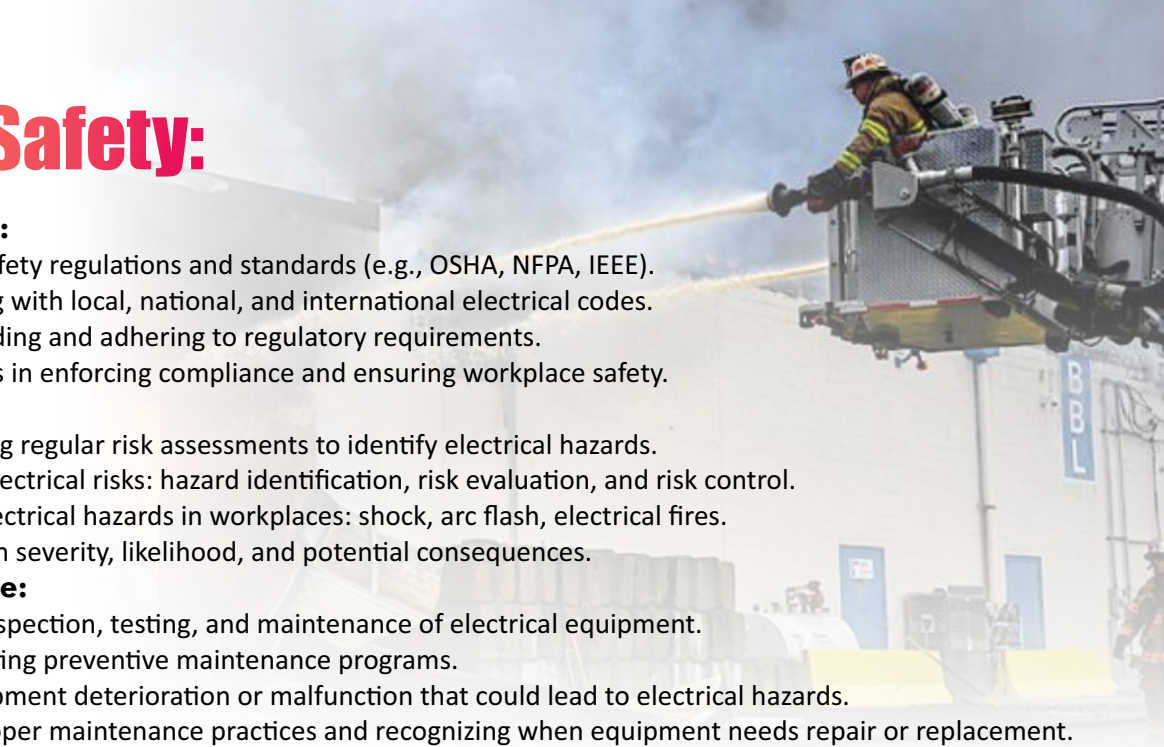 Safety:
:
fety regulations and standards (e.g., OSHA, NFPA, IEEE).
g with local, national, and international electrical codes.
ding and adhering to regulatory requirements.
s in enforcing compliance and ensuring workplace safety.
BBL
g regular risk assessments to identify electrical hazards.
ectrical risks: hazard identification, risk evaluation, and risk control.
ectrical hazards in workplaces: shock, arc flash, electrical fires.
n severity, likelihood, and potential consequences.
e:
spection, testing, and maintenance of electrical equipment.
ing preventive maintenance programs.
pment deterioration or malfunction that could lead to electrical hazards.
oper maintenance practices and recognizing when equipment needs repair or replacement.